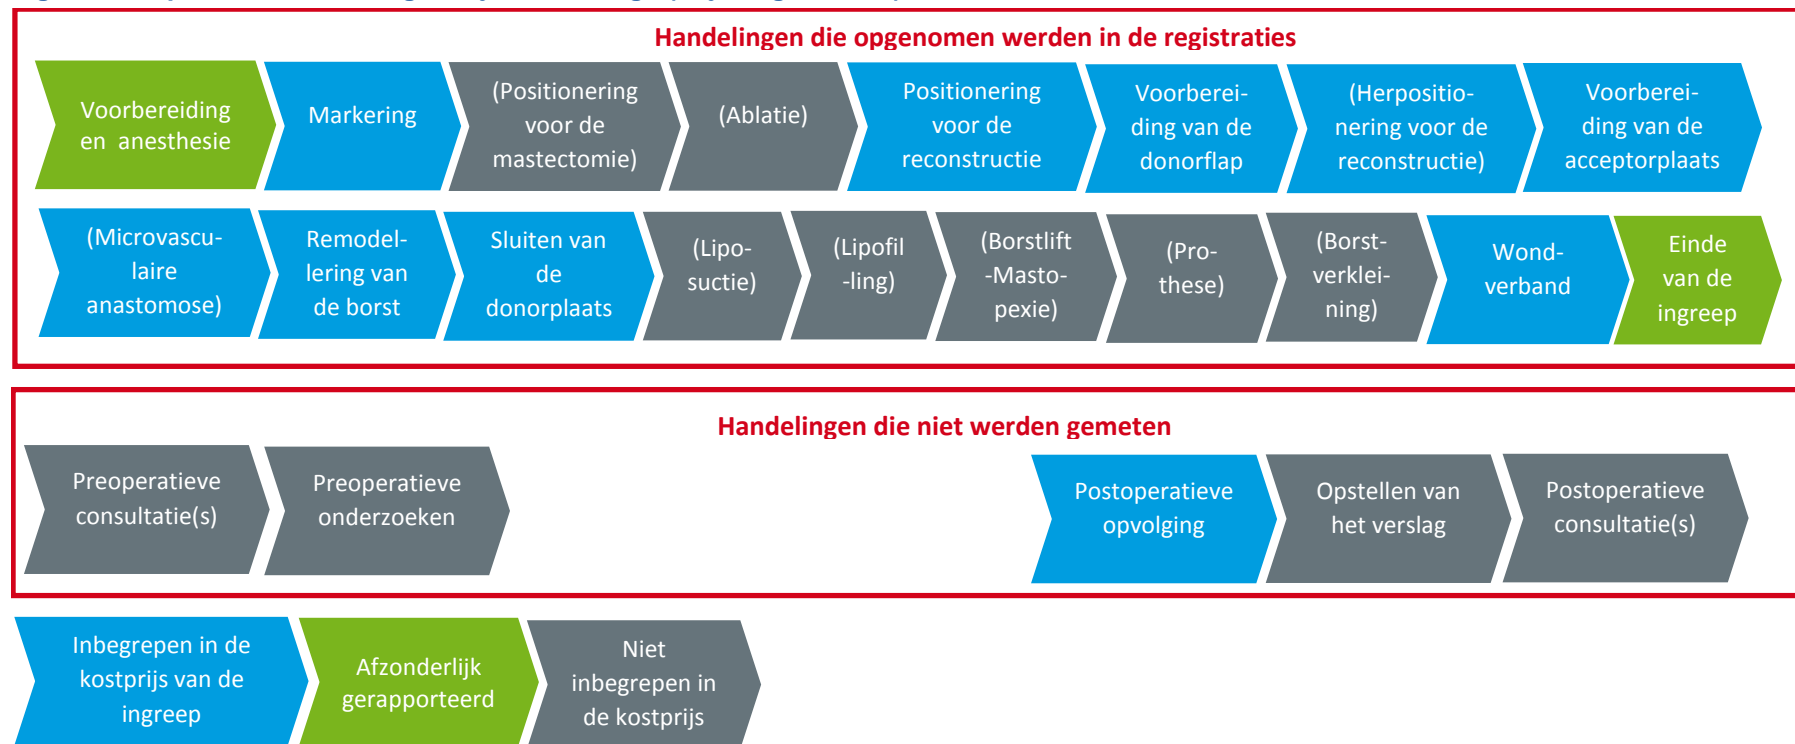 Handelingen die opgenomen werden in de registraties
Voorbereiding
en anesthesie
Markering
(Positionering
voor de
mastectomie)
(Ablatie)
Positionering
voor de
reconstructie
Voorberei-
ding van de
donorflap
(Herpositio-
nering voor de
reconstructie)
Voorberei-
ding van de
acceptorplaats
(Microvascu-
laire
anastomose)
Remodel-
lering van
de borst
Sluiten van
de
donorplaats
(Lipo-
suctie)
(Lipofil
-ling)
(Borstlift
-Masto-
pexie)
(Pro-
these)
(Borst-
verklei-
ning)
Wond-
verband
Einde
van de
ingreep
Handelingen die niet werden gemeten
Preoperatieve
consultatie(s)
Preoperatieve
onderzoeken
Postoperatieve
opvolging
Opstellen van
het verslag
Postoperatieve
consultatie(s)
Inbegrepen in de
kostprijs van de
ingreep
Afzonderlijk
gerapporteerd
Niet
inbegrepen in
de kostprijs